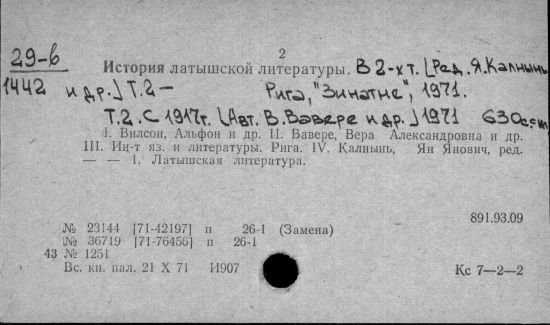 2
29-в
1442
История латышской литературы. В 2-х т. [Ред. Я. Калнынь
и др.] Т. 2- Рига, "Зинатне", 1971.
Т. 2. С 1917г. [Авт. В. Вавере и др.] 1971 630 с.
I. Вилсон, Альфон и др. II. Вавере, Вера Александровна и др.
III. Ин-т яз. и литературы. Рига. IV. Қалнынь, Ян Янович, ред.
— — 1. Латышская литература.
891.93.09
№ 23144 [71-42197] п 26-1 (Замена)
№ 36719 [71-76455] п 26-1
43 № 1251
Вс. кн. пал. 21 X 71 И907 Кс 7—2—2